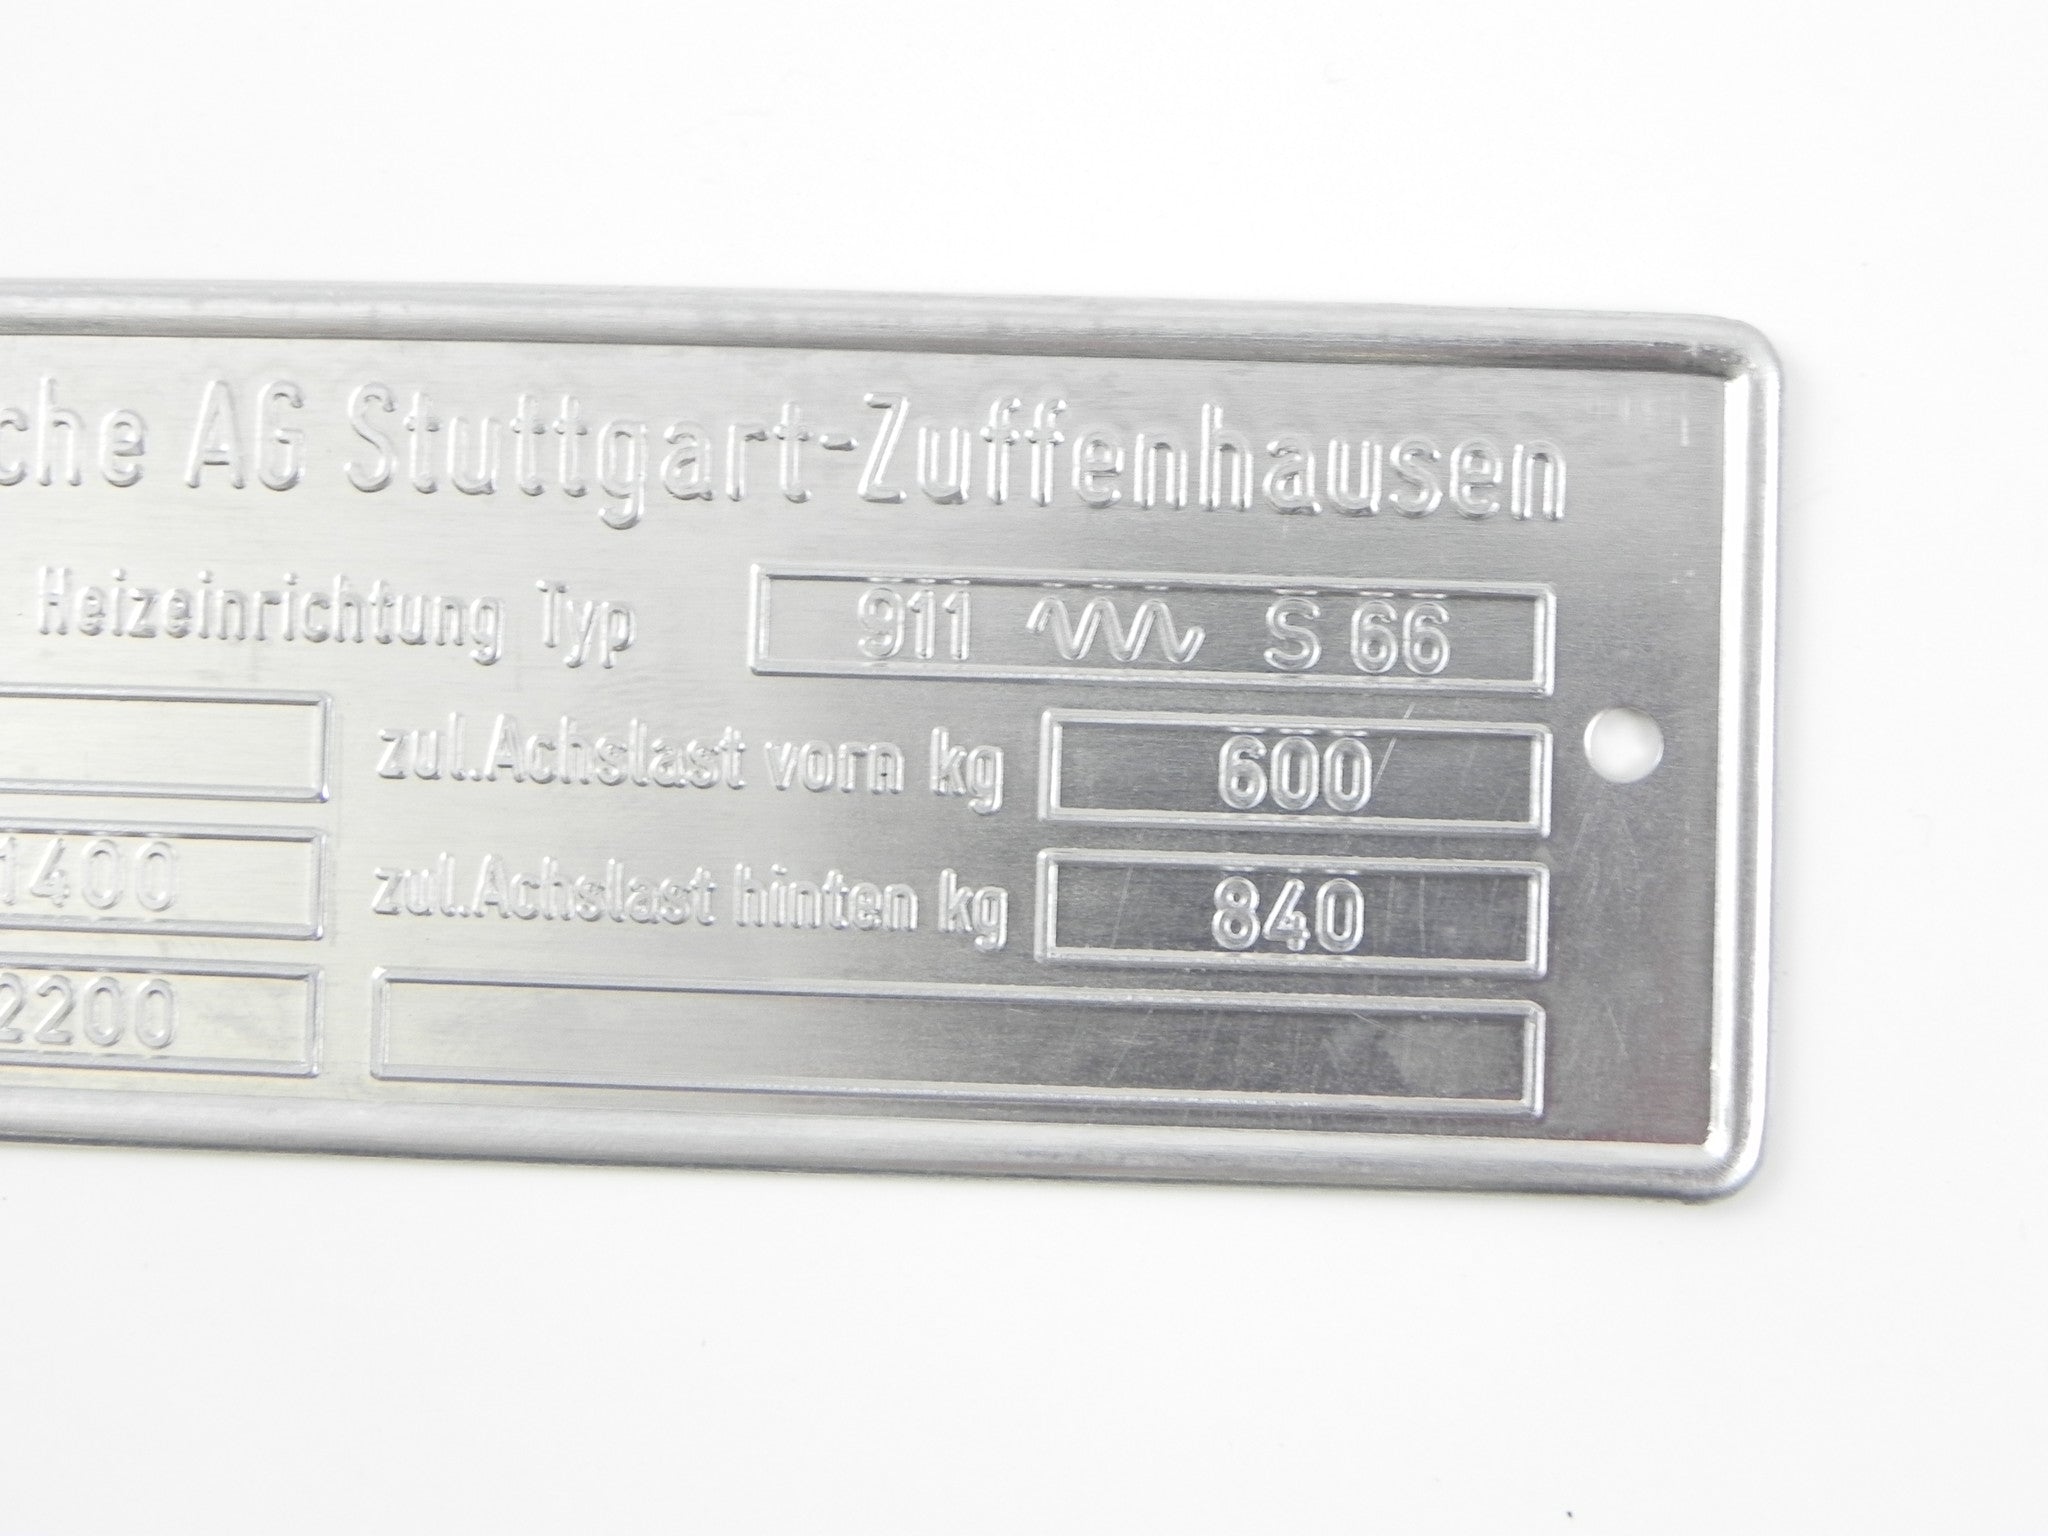 che AG Stuttgart-Zuffenhausen
Heizeinrichtung Typ 911 S 66
zul.Achslast vorn kg 600
1400 zul.Achslast hinten kg 840
2200